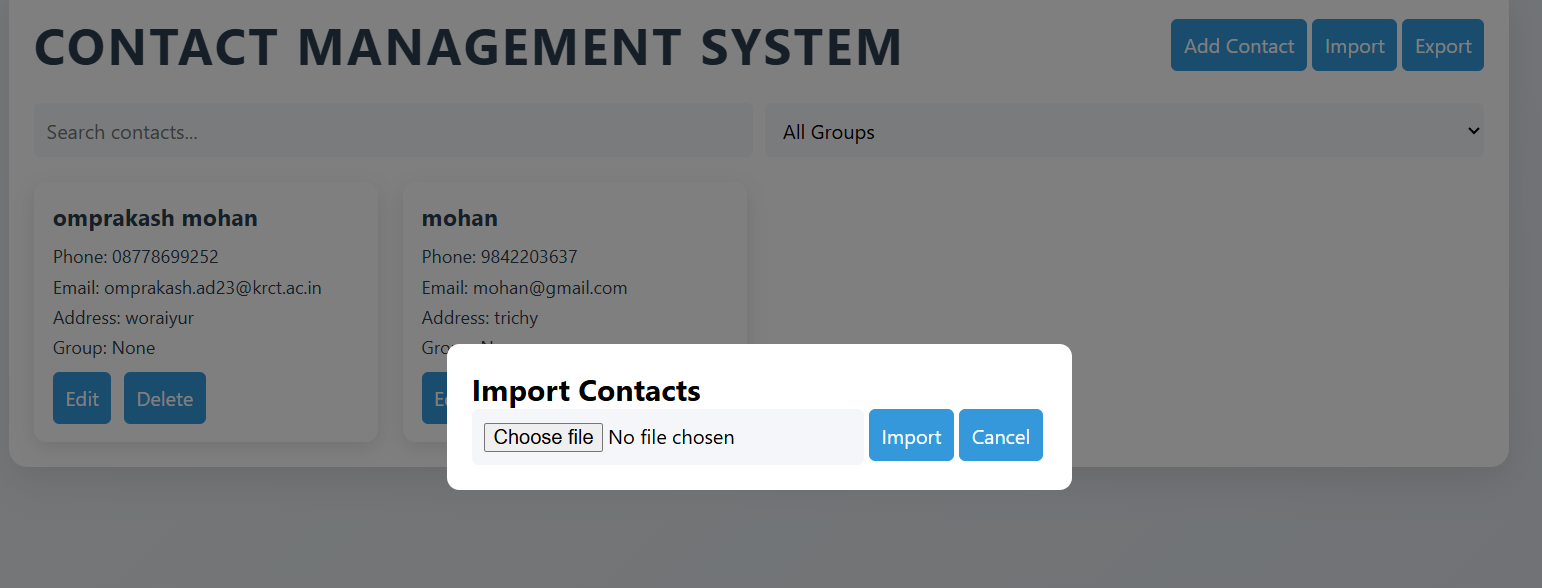 CONTACT MANAGEMENT SYSTEM
Add Contact Import Export
Search contacts...
All Groups
omprakash mohan
Phone: 08778699252
Email: omprakash.ad23@krct.ac.in
Address: woraiyur
Group: None
Edit Delete
mohan
Phone: 9842203637
Email: mohan@gmail.com
Address: trichy
Import Contacts
Choose file No file chosen Import Cancel